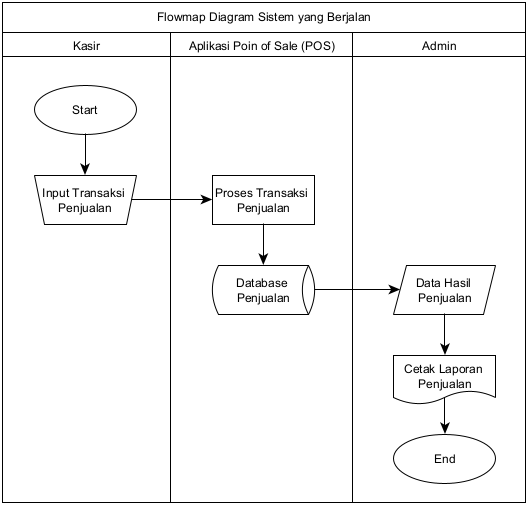 Flowmap Diagram Sistem yang Berjalan
Kasir
Aplikasi Poin of Sale (POS)
Admin
Start
Input Transaksi
Penjualan
Proses Transaksi
Penjualan
Database
Penjualan
Data Hasil
Penjualan
Cetak Laporan
Penjualan
End